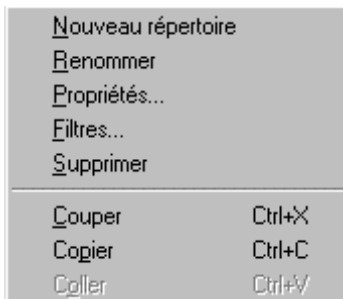 Nouveau répertoire
Renommer
Propriétés...
Filtres...
Supprimer
Couper Ctrl+X
Copier Ctrl+C
Coller Ctrl+V